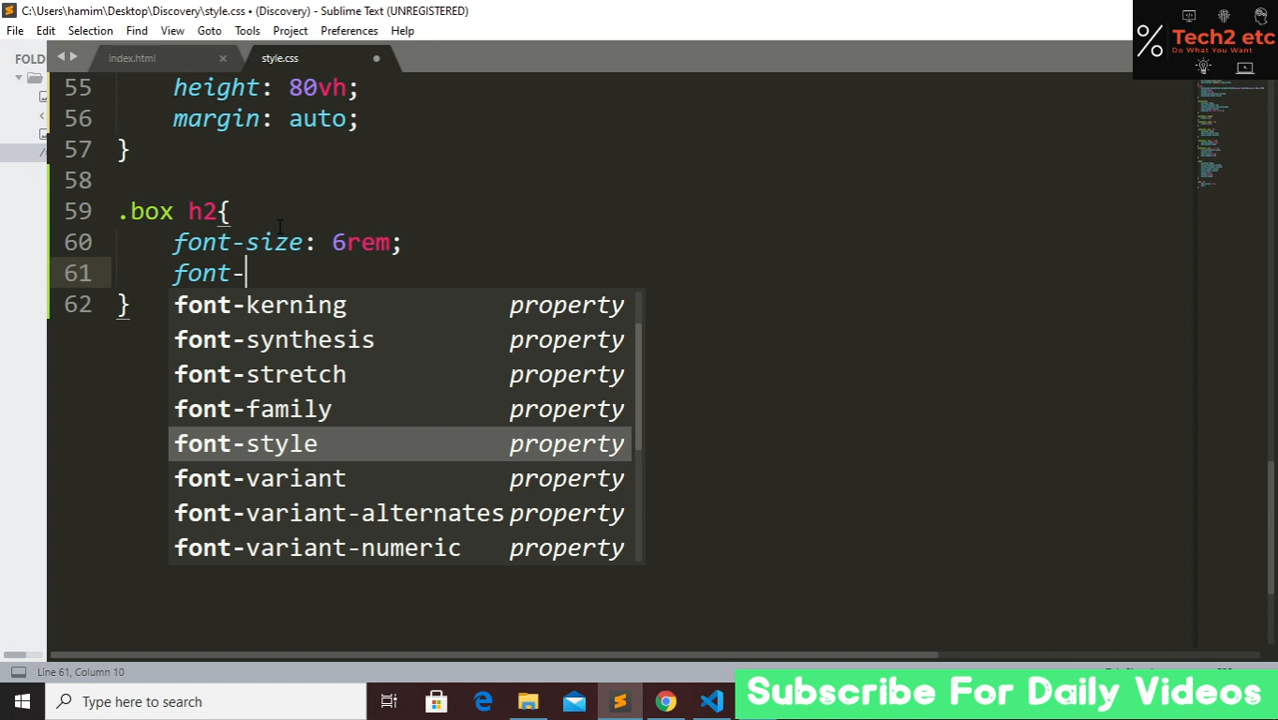 C:\Users\hamim\Desktop\Discovery\style.css • (Discovery) - Sublime Text (UNREGISTERED)
File Edit Selection Find View Goto Tools Project Preferences Help
Tech2 etc
Do What You Want
FOLD
index.html
style.css
55 height: 80vh;
56 margin: auto;
57 }
58
59 .box h2{
60 font-size: 6rem;
61 font-
62 }
font-kerning property
font-synthesis property
font-stretch property
font-family property
font-style property
font-variant property
font-variant-alternates property
font-variant-numeric property
Line 61, Column 10
Type here to search
Subscribe For Daily Videos